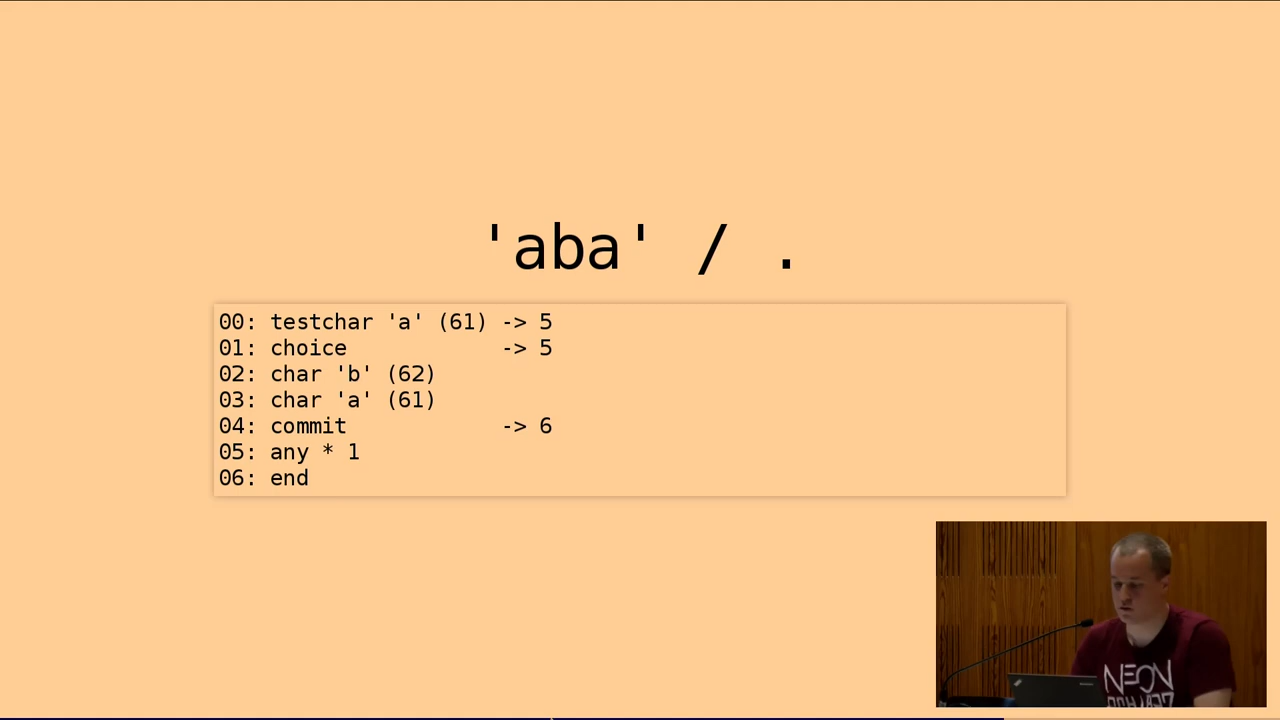 'aba' / .
00: testchar 'a' (61) -> 5
01: choice            -> 5
02: char 'b' (62)
03: char 'a' (61)
04: commit            -> 6
05: any * 1
06: end
NEON